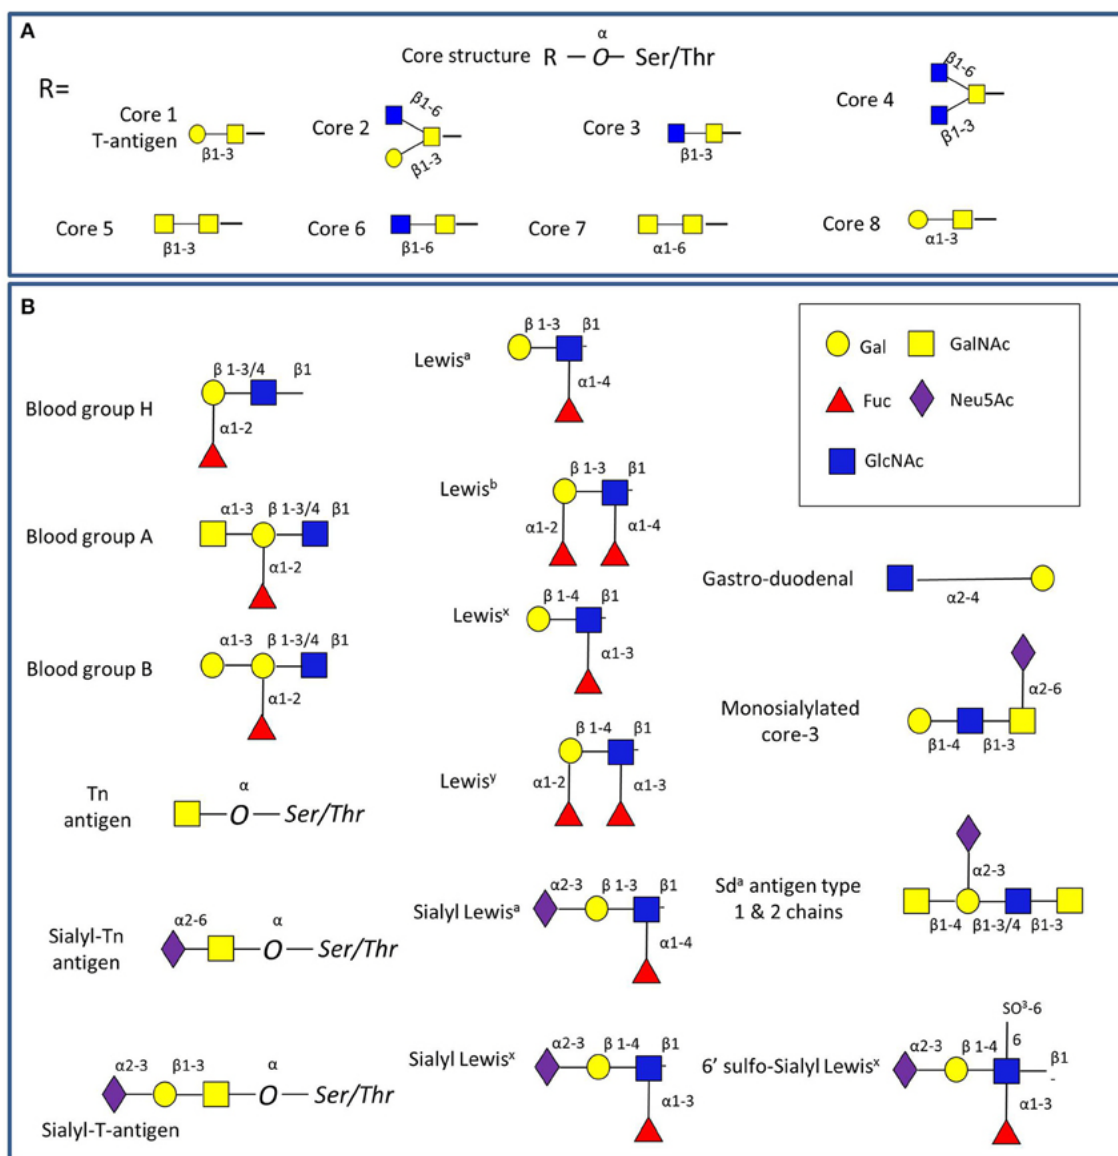 A
Core structure R – O – Ser/Thr
α
R=
Core 1
T-antigen
β1-3
Core 2
β1-6
β1-3
Core 3
β1-3
Core 4
β1-6
β1-3
Core 5
β1-3
Core 6
β1-6
Core 7
α1-6
Core 8
α1-3
B
Blood group H
β 1-3/4 β1
α1-2
Blood group A
α1-3 β 1-3/4 β1
α1-2
Blood group B
α1-3 β 1-3/4 β1
α1-2
Tn
antigen
α
O – Ser/Thr
Sialyl-Tn
antigen
α2-6 α
O – Ser/Thr
α2-3 β1-3 α
O – Ser/Thr
Sialyl-T-antigen
Lewisᵃ
β 1-3 β1
α1-4
Lewisᵇ
β 1-3 β1
α1-2 α1-4
Lewisˣ
β 1-4 β1
α1-3
Lewisʸ
β 1-4 β1
α1-2 α1-3
Sialyl Lewisᵃ
α2-3 β 1-3 β1
α1-4
Sialyl Lewisˣ
α2-3 β 1-4 β1
α1-3
Gal GalNAc
Fuc Neu5Ac
GlcNAc
Gastro-duodenal
α2-4
Monosialylated
core-3
α2-6
β1-4 β1-3
Sdᵃ antigen type
1 & 2 chains
α2-3
β1-4 β1-3/4 β1-3
6’ sulfo-Sialyl Lewisˣ
SO³-6
6
α2-3 β 1-4 β1
α1-3